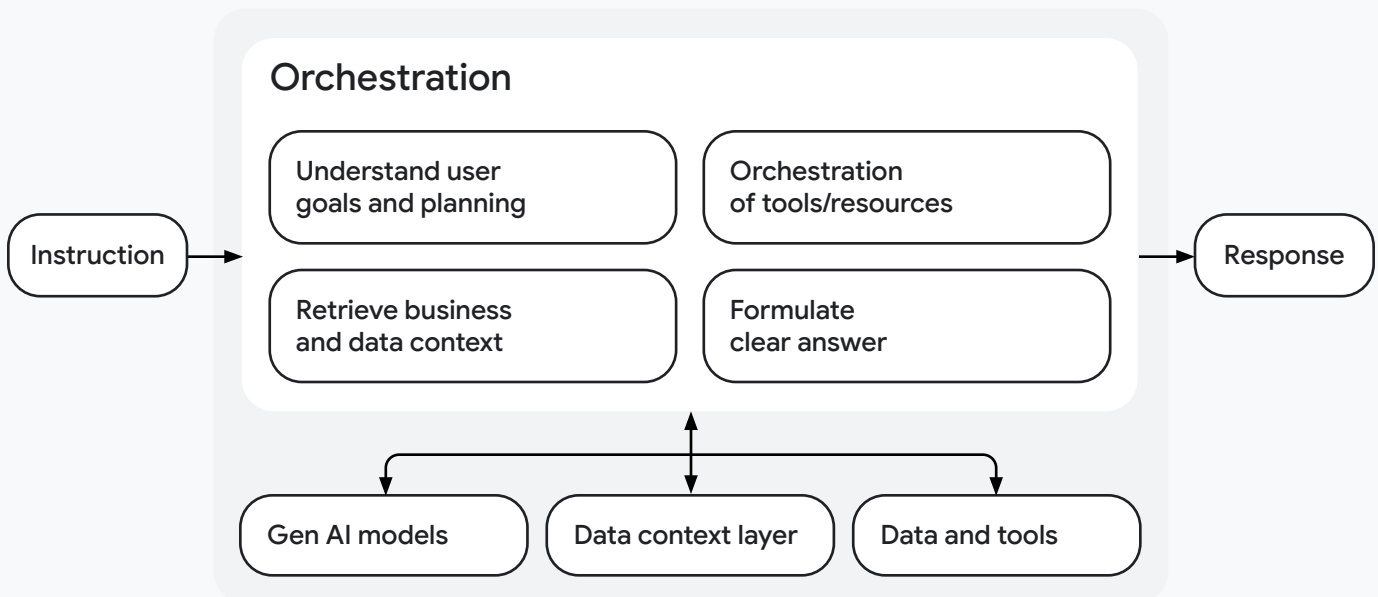 Orchestration
Understand user
goals and planning
Orchestration
of tools/resources
Instruction
Response
Retrieve business
and data context
Formulate
clear answer
Gen AI models
Data context layer
Data and tools